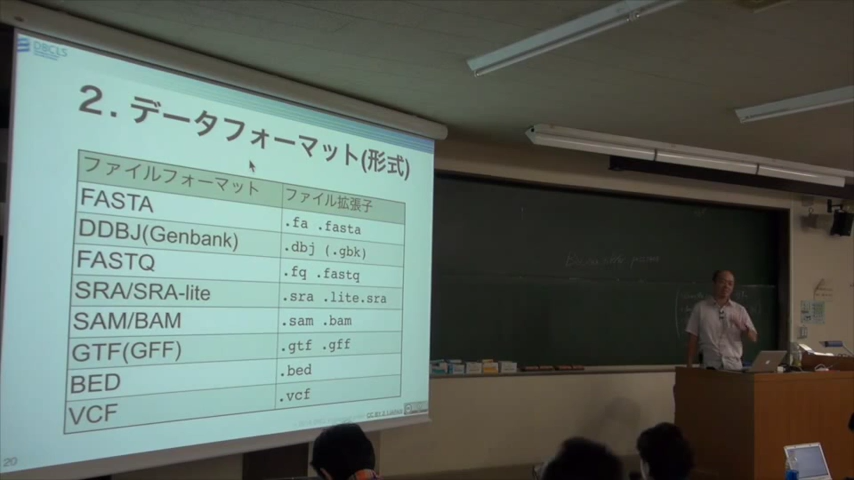 DBCLS
2. データフォーマット(形式)
ファイルフォーマット ファイル拡張子
FASTA .fa .fasta
DDBJ(Genbank) .dbj (.gbk)
FASTQ .fq .fastq
SRA/SRA-lite .sra .lite.sra
SAM/BAM .sam .bam
GTF(GFF) .gtf .gff
BED .bed
VCF .vcf
20